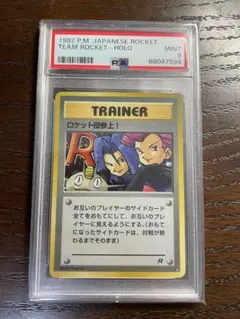 1997 P.M. JAPANESE ROCKET
TEAM ROCKET - HOLO
MINT
9
PSA
68047594
TRAINER
ロケット団参上！
R
お互いのプレイヤーのサイドカード
全てをおもてにして、プレイヤー
に見えるようにする。（おもて
になったサイドカードは、対戦が
終わるまでそのまま）
R